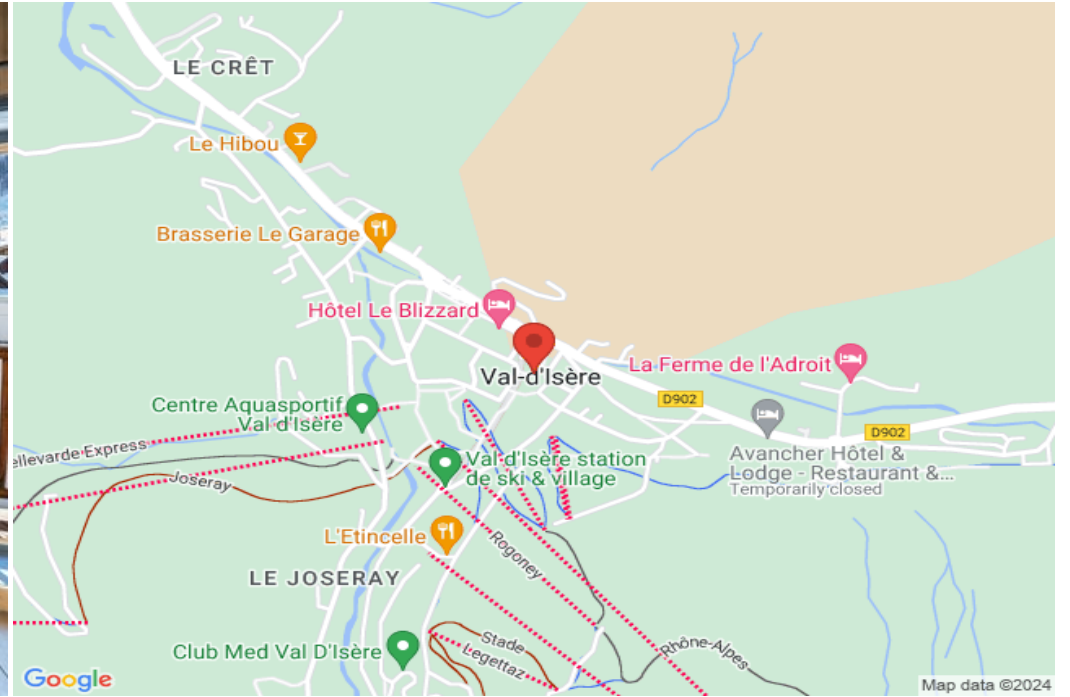 LE CRÊT
Le Hibou
Brasserie Le Garage
Hôtel Le Blizzard
Val-d'Isère
La Ferme de l'Adroit
D902
Centre Aquasportif
Val d'Isère
D902
Avancher Hôtel &
Lodge - Restaurant &...
Temporarily closed
ellevarde Express
Joseray
Val d'Isère station
de ski & village
L'Etincelle
Rogoney
LE JOSERAY
Stade
Legettaz
Rhône-Alpes
Club Med Val D'Isère
Google
Map data ©2024